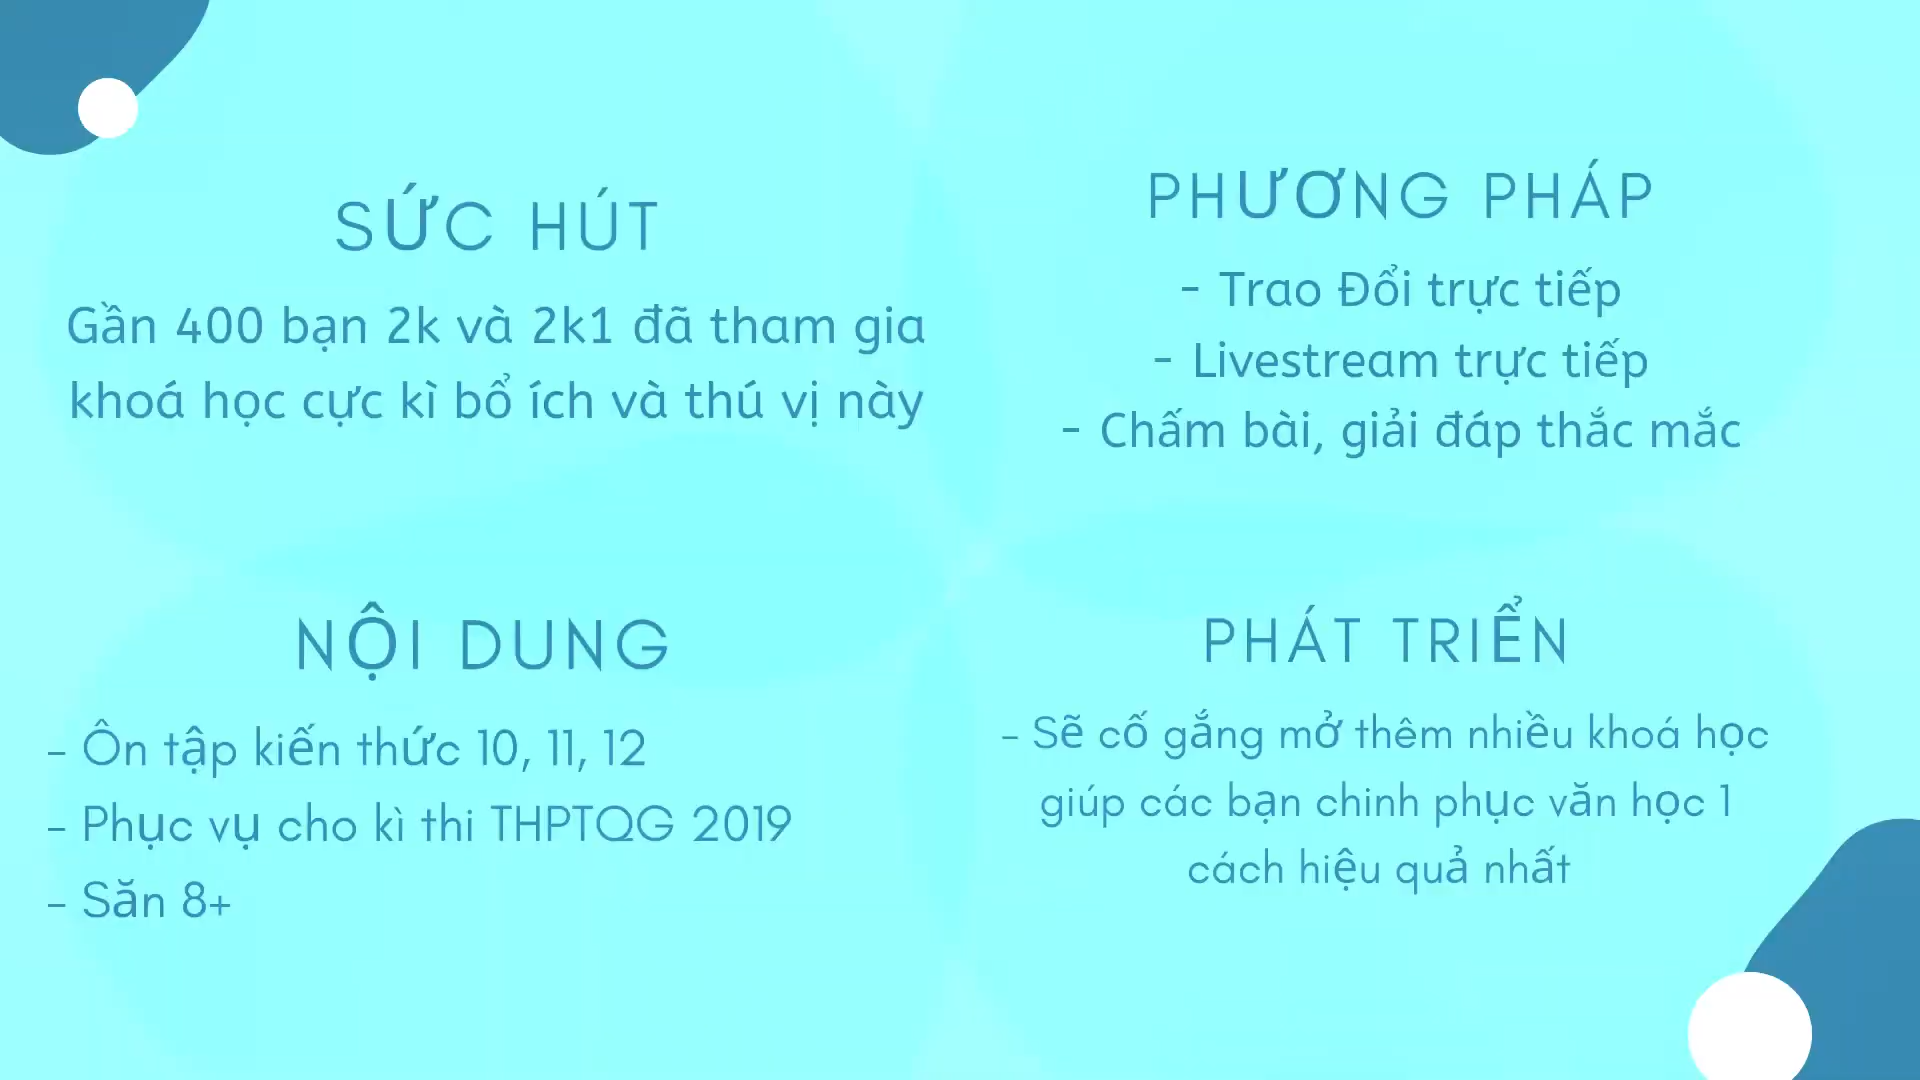 SỨC HÚT
Gần 400 bạn 2k và 2k1 đã tham gia
khoá học cực kì bổ ích và thú vị này
PHƯƠNG PHÁP
- Trao Đổi trực tiếp
- Livestream trực tiếp
- Chấm bài, giải đáp thắc mắc
NỘI DUNG
- Ôn tập kiến thức 10, 11, 12
- Phục vụ cho kì thi THPTQG 2019
- Săn 8+
PHÁT TRIỂN
- Sẽ cố gắng mở thêm nhiều khoá học
giúp các bạn chinh phục văn học 1
cách hiệu quả nhất